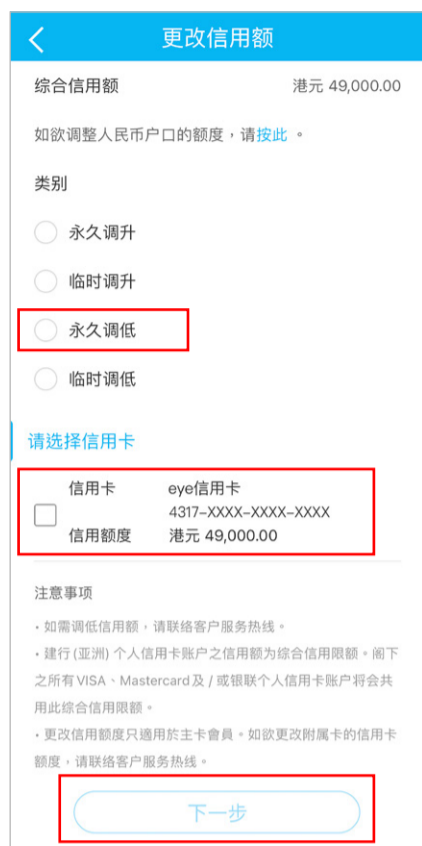 更改信用额
综合信用额 港元 49,000.00
如欲调整人民币户口的额度，请按此 。
类别
永久调升
临时调升
永久调低
临时调低
请选择信用卡
信用卡 eye信用卡
4317-XXXX-XXXX-XXXX
信用额度 港元 49,000.00
注意事项
• 如需调低信用额，请联络客户服务热线。
• 建行 (亚洲) 个人信用卡账户之信用额为综合信用限额。阁下
之所有 VISA、Mastercard 及 / 或银联个人信用卡账户将会共
用此综合信用限额。
• 更改信用额度只適用於主卡會員。如欲更改附属卡的信用卡
额度，请联络客户服务热线。
下一步